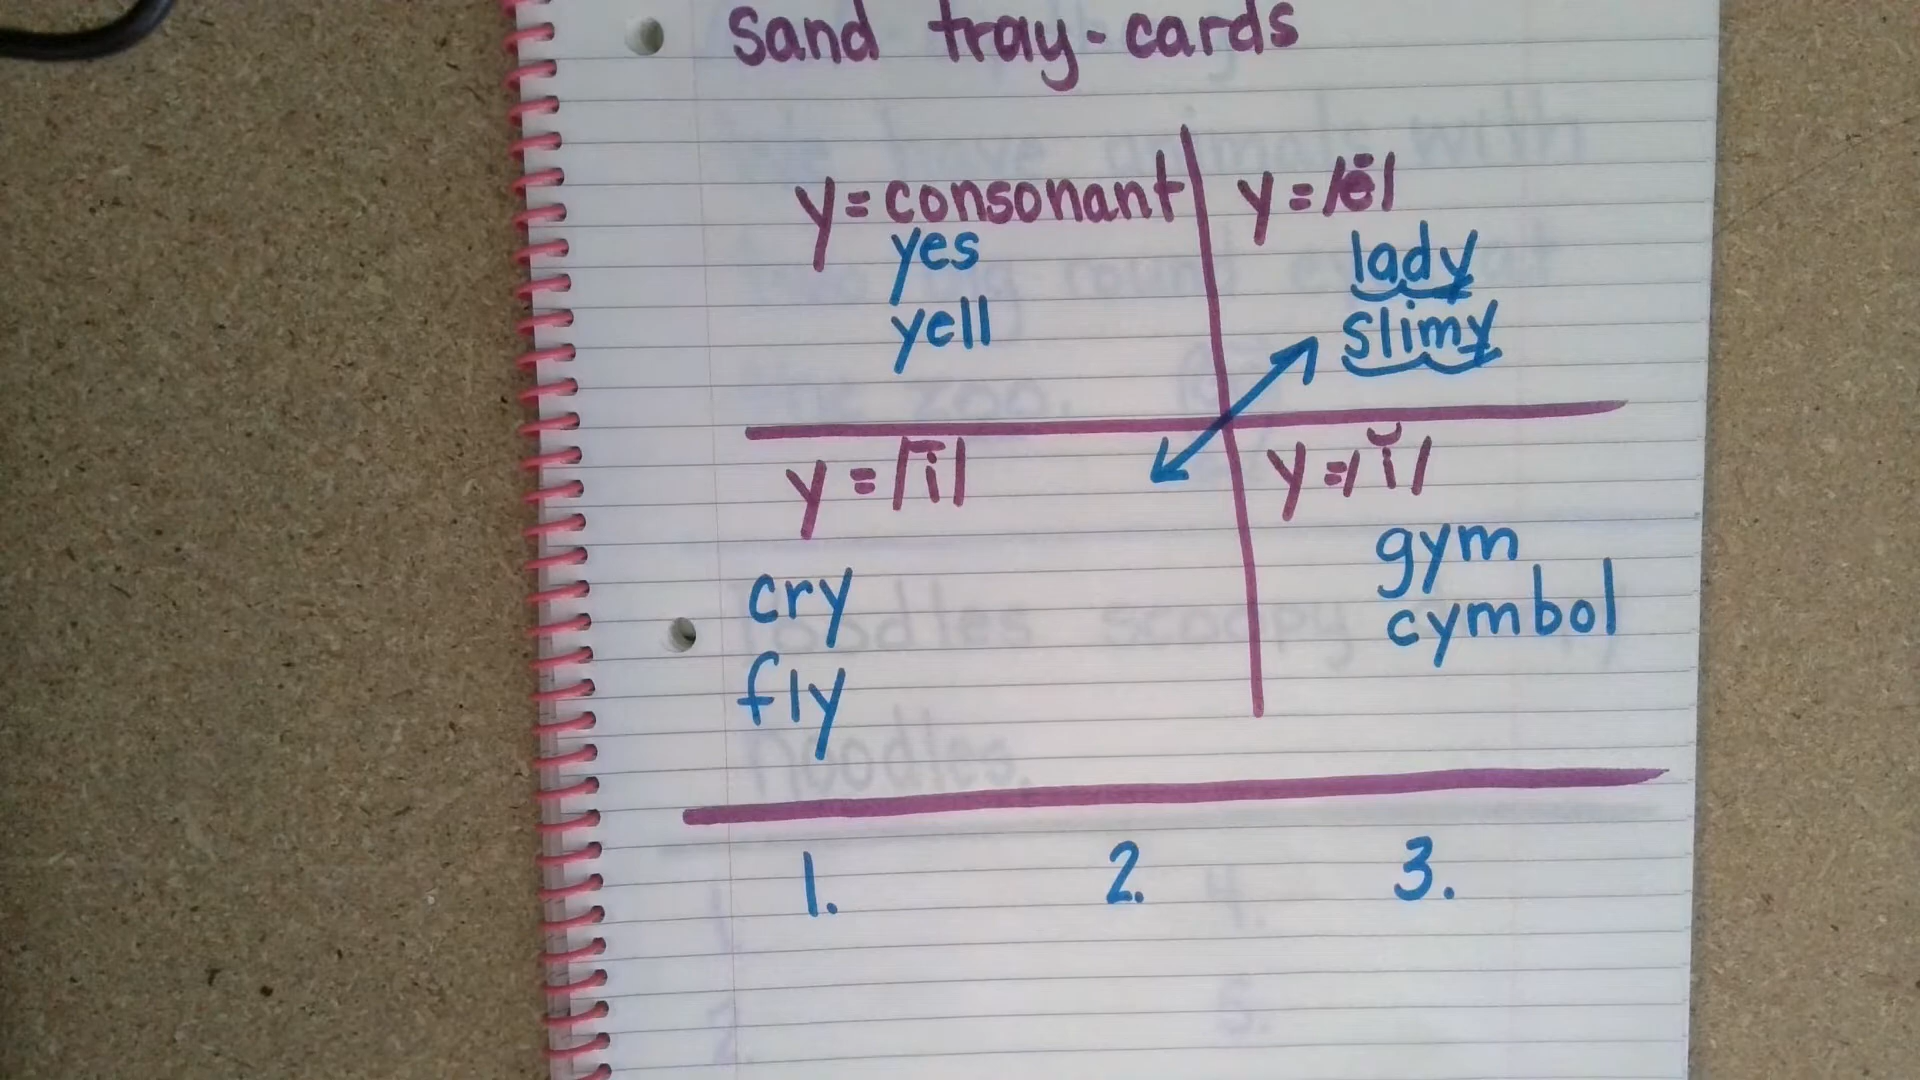 sand tray-cards
y=consonant
yes
yell
y=/ē/
lady
slimy
y=/ī/
cry
fly
y=/ĭ/
gym
cymbol
1. 2. 3.